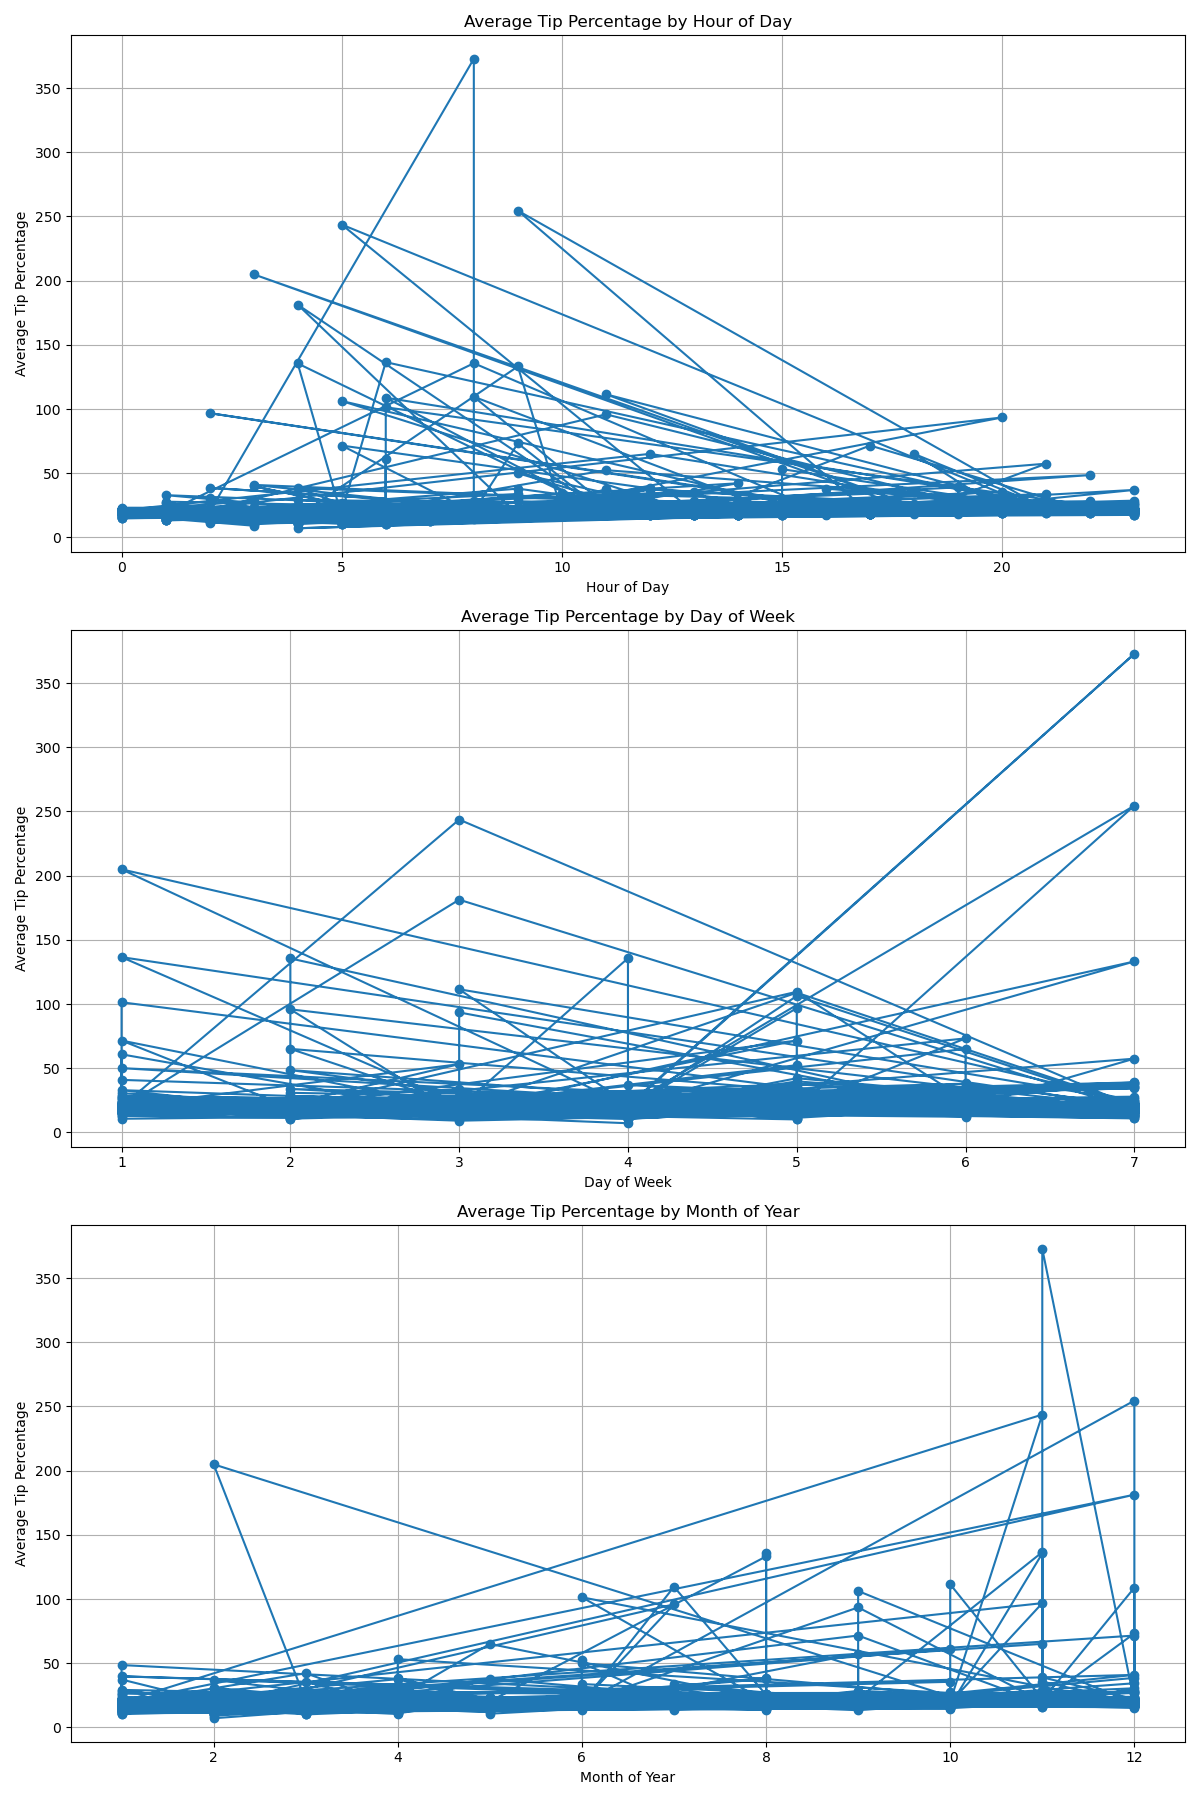 Average Tip Percentage by Hour of Day
Average Tip Percentage
350
300
250
200
150
100
50
0
0 5 10 15 20
Hour of Day
Average Tip Percentage by Day of Week
Average Tip Percentage
350
300
250
200
150
100
50
0
1 2 3 4 5 6 7
Day of Week
Average Tip Percentage by Month of Year
Average Tip Percentage
350
300
250
200
150
100
50
0
2 4 6 8 10 12
Month of Year